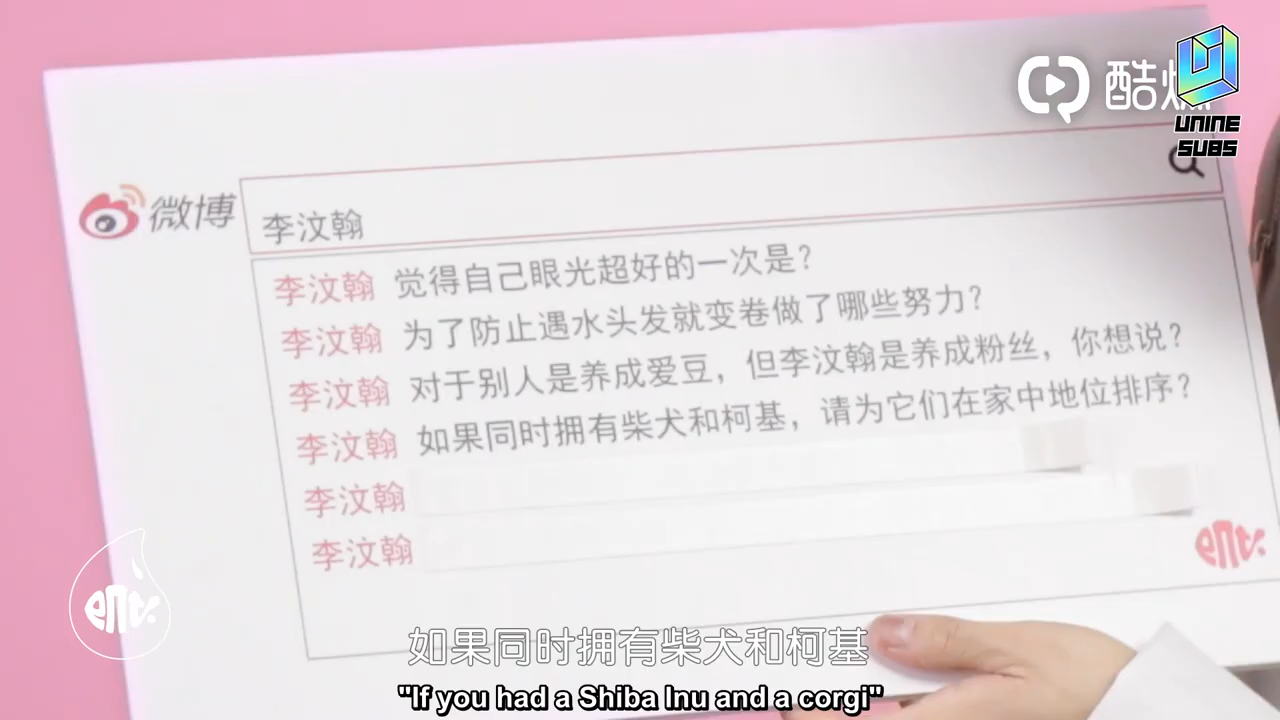 酷燃
UNINE
SUBS
微博
李汶翰
李汶翰 觉得自己眼光超好的一次是？
李汶翰 为了防止遇水头发就变卷做了哪些努力？
李汶翰 对于别人是养成爱豆，但李汶翰是养成粉丝，你想说？
李汶翰 如果同时拥有柴犬和柯基，请为它们在家中地位排序？
李汶翰
李汶翰
ent.
ent.
如果同时拥有柴犬和柯基
"If you had a Shiba Inu and a corgi"